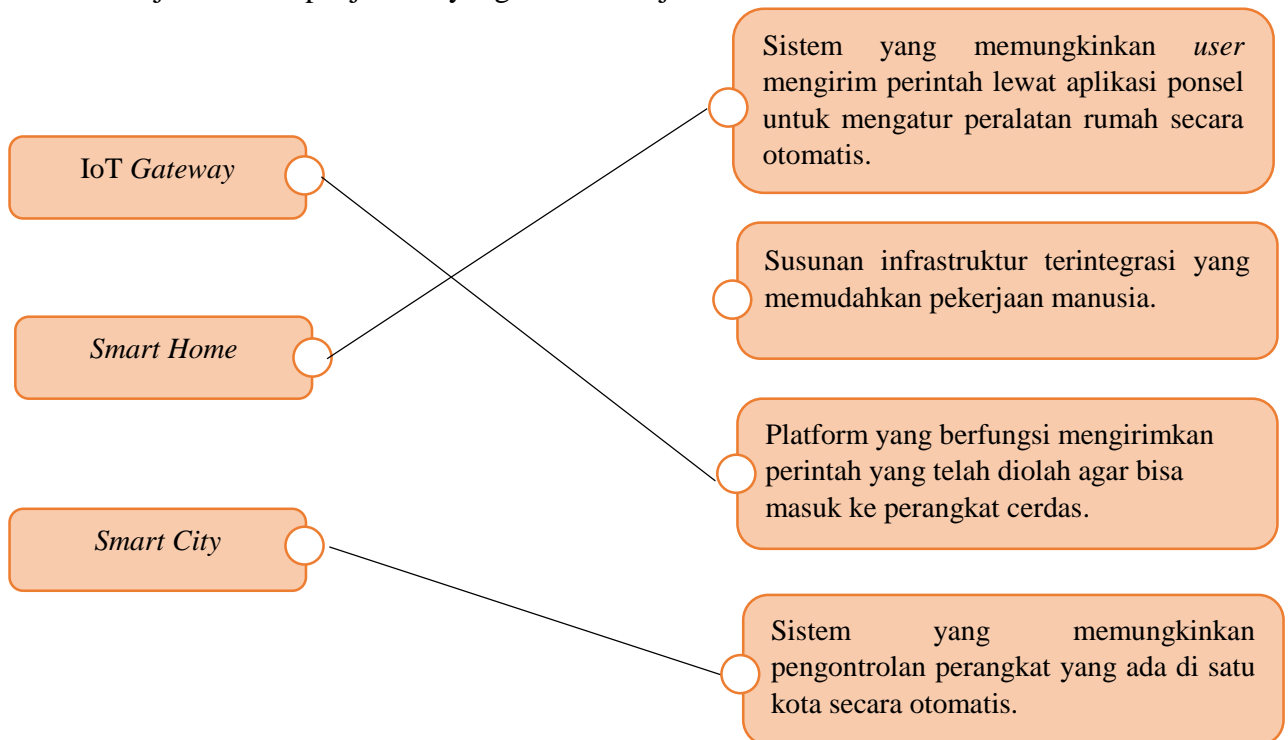 Sistem yang memungkinkan user
mengirim perintah lewat aplikasi ponsel
untuk mengatur peralatan rumah secara
otomatis.
IoT Gateway
Susunan infrastruktur terintegrasi yang
memudahkan pekerjaan manusia.
Smart Home
Platform yang berfungsi mengirimkan
perintah yang telah diolah agar bisa
masuk ke perangkat cerdas.
Smart City
Sistem yang memungkinkan
pengontrolan perangkat yang ada di satu
kota secara otomatis.